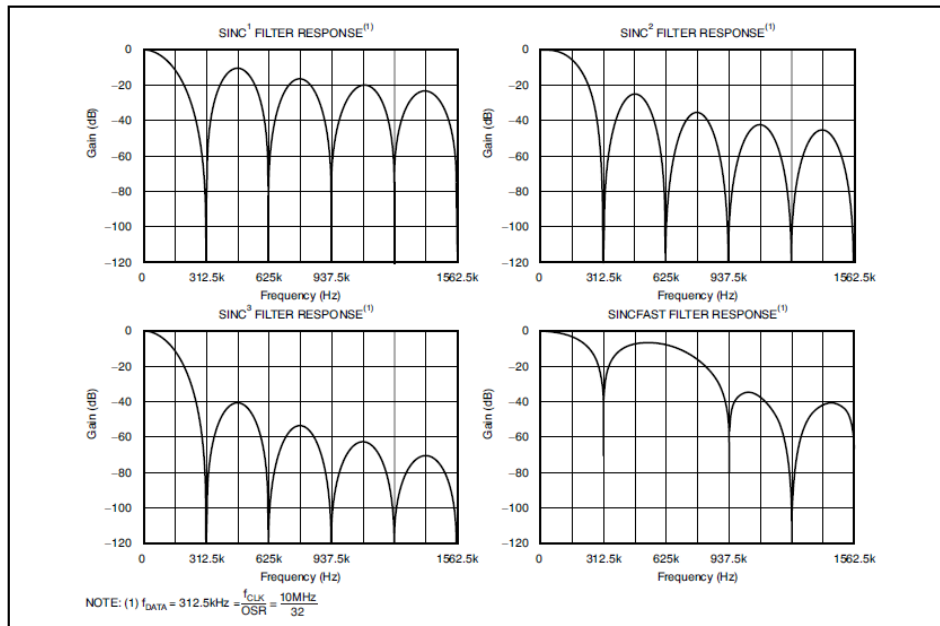 SINC¹ FILTER RESPONSE(1)
0
−20
−40
−60
−80
−100
−120
Gain (dB)
0 312.5k 625k 937.5k 1562.5k
Frequency (Hz)
SINC² FILTER RESPONSE(1)
0
−20
−40
−60
−80
−100
−120
Gain (dB)
0 312.5k 625k 937.5k 1562.5k
Frequency (Hz)
SINC³ FILTER RESPONSE(1)
0
−20
−40
−60
−80
−100
−120
Gain (dB)
0 312.5k 625k 937.5k 1562.5k
Frequency (Hz)
SINCFAST FILTER RESPONSE(1)
0
−20
−40
−60
−80
−100
−120
Gain (dB)
0 312.5k 625k 937.5k 1562.5k
Frequency (Hz)
NOTE: (1) fDATA = 312.5kHz = fCLK/OSR = 10MHz/32